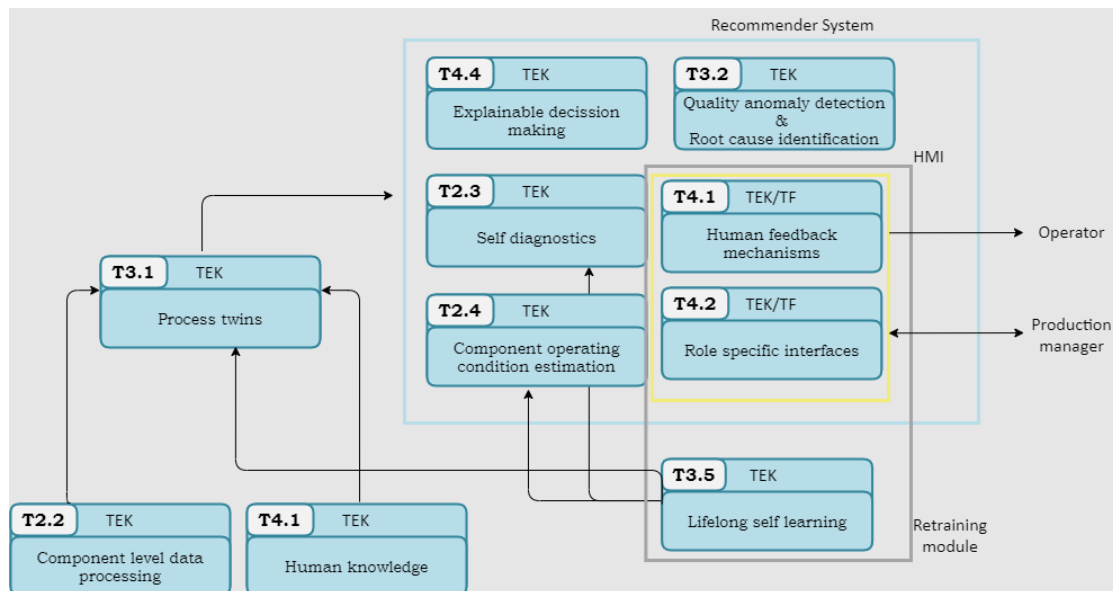 Recommender System
T4.4 TEK
Explainable decission
making
T3.2 TEK
Quality anomaly detection
&
Root cause identification
HMI
T2.3 TEK
Self diagnostics
T4.1 TEK/TF
Human feedback
mechanisms
Operator
T3.1 TEK
Process twins
T2.4 TEK
Component operating
condition estimation
T4.2 TEK/TF
Role specific interfaces
Production
manager
T3.5 TEK
Lifelong self learning
Retraining
module
T2.2 TEK
Component level data
processing
T4.1 TEK
Human knowledge